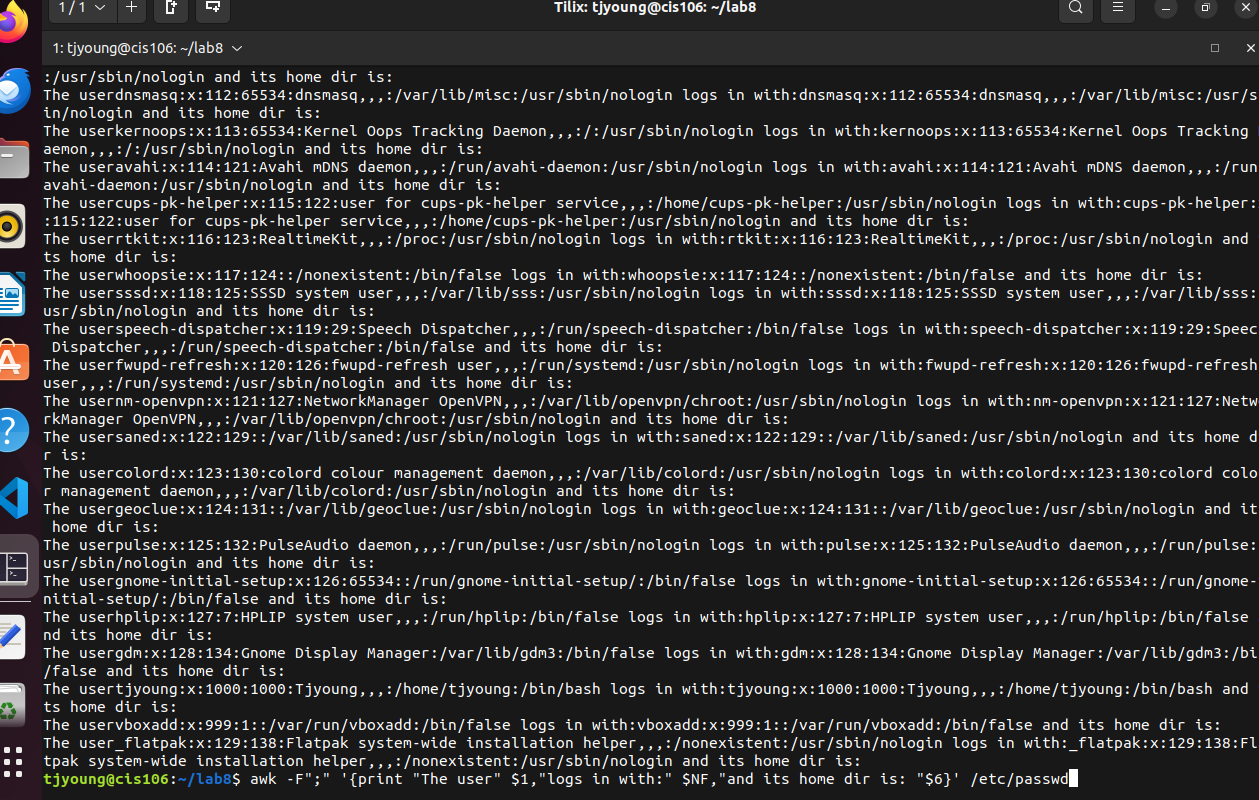 1 / 1
Tilix: tjyoung@cis106: ~/lab8
1: tjyoung@cis106: ~/lab8
:/usr/sbin/nologin and its home dir is:
The userdnsmasq:x:112:65534:dnsmasq,,,:/var/lib/misc:/usr/sbin/nologin logs in with:dnsmasq:x:112:65534:dnsmasq,,,:/var/lib/misc:/usr/s
in/nologin and its home dir is:
The userkernoops:x:113:65534:Kernel Oops Tracking Daemon,,,:/:/usr/sbin/nologin logs in with:kernoops:x:113:65534:Kernel Oops Tracking
aemon,,,:/:/usr/sbin/nologin and its home dir is:
The useravahi:x:114:121:Avahi mDNS daemon,,,:/run/avahi-daemon:/usr/sbin/nologin logs in with:avahi:x:114:121:Avahi mDNS daemon,,,:/run
avahi-daemon:/usr/sbin/nologin and its home dir is:
The usercups-pk-helper:x:115:122:user for cups-pk-helper service,,,:/home/cups-pk-helper:/usr/sbin/nologin logs in with:cups-pk-helper:
:115:122:user for cups-pk-helper service,,,:/home/cups-pk-helper:/usr/sbin/nologin and its home dir is:
The userrtkit:x:116:123:RealtimeKit,,,:/proc:/usr/sbin/nologin logs in with:rtkit:x:116:123:RealtimeKit,,,:/proc:/usr/sbin/nologin and
ts home dir is:
The userwhoopsie:x:117:124::/nonexistent:/bin/false logs in with:whoopsie:x:117:124::/nonexistent:/bin/false and its home dir is:
The usersssd:x:118:125:SSSD system user,,,:/var/lib/sss:/usr/sbin/nologin logs in with:sssd:x:118:125:SSSD system user,,,:/var/lib/sss:
usr/sbin/nologin and its home dir is:
The userspeech-dispatcher:x:119:29:Speech Dispatcher,,,:/run/speech-dispatcher:/bin/false logs in with:speech-dispatcher:x:119:29:Speec
Dispatcher,,,:/run/speech-dispatcher:/bin/false and its home dir is:
The userfwupd-refresh:x:120:126:fwupd-refresh user,,,:/run/systemd:/usr/sbin/nologin logs in with:fwupd-refresh:x:120:126:fwupd-refresh
user,,,:/run/systemd:/usr/sbin/nologin and its home dir is:
The usernm-openvpn:x:121:127:NetworkManager OpenVPN,,,:/var/lib/openvpn/chroot:/usr/sbin/nologin logs in with:nm-openvpn:x:121:127:Netw
rkManager OpenVPN,,,:/var/lib/openvpn/chroot:/usr/sbin/nologin and its home dir is:
The usersaned:x:122:129::/var/lib/saned:/usr/sbin/nologin logs in with:saned:x:122:129::/var/lib/saned:/usr/sbin/nologin and its home d
r is:
The usercolord:x:123:130:colord colour management daemon,,,:/var/lib/colord:/usr/sbin/nologin logs in with:colord:x:123:130:colord colo
r management daemon,,,:/var/lib/colord:/usr/sbin/nologin and its home dir is:
The usergeoclue:x:124:131::/var/lib/geoclue:/usr/sbin/nologin logs in with:geoclue:x:124:131::/var/lib/geoclue:/usr/sbin/nologin and it
home dir is:
The userpulse:x:125:132:PulseAudio daemon,,,:/run/pulse:/usr/sbin/nologin logs in with:pulse:x:125:132:PulseAudio daemon,,,:/run/pulse:
usr/sbin/nologin and its home dir is:
The usergnome-initial-setup:x:126:65534::/run/gnome-initial-setup/:/bin/false logs in with:gnome-initial-setup:x:126:65534::/run/gnome-
nitial-setup/:/bin/false and its home dir is:
The userhplip:x:127:7:HPLIP system user,,,:/run/hplip:/bin/false logs in with:hplip:x:127:7:HPLIP system user,,,:/run/hplip:/bin/false
nd its home dir is:
The usergdm:x:128:134:Gnome Display Manager:/var/lib/gdm3:/bin/false logs in with:gdm:x:128:134:Gnome Display Manager:/var/lib/gdm3:/bi
/false and its home dir is:
The usertjyoung:x:1000:1000:Tjyoung,,,:/home/tjyoung:/bin/bash logs in with:tjyoung:x:1000:1000:Tjyoung,,,:/home/tjyoung:/bin/bash and
ts home dir is:
The uservboxadd:x:999:1::/var/run/vboxadd:/bin/false logs in with:vboxadd:x:999:1::/var/run/vboxadd:/bin/false and its home dir is:
The user_flatpak:x:129:138:Flatpak system-wide installation helper,,,:/nonexistent:/usr/sbin/nologin logs in with:_flatpak:x:129:138:Fl
tpak system-wide installation helper,,,:/nonexistent:/usr/sbin/nologin and its home dir is:
tjyoung@cis106:~/lab8$ awk -F";" '{print "The user" $1,"logs in with:" $NF,"and its home dir is: "$6}' /etc/passwd